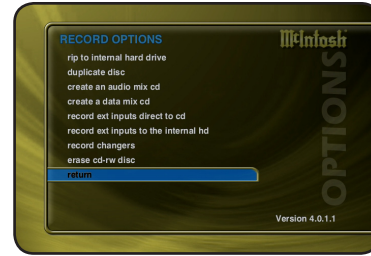 RECORD OPTIONS
McIntosh
rip to internal hard drive
duplicate disc
create an audio mix cd
create a data mix cd
record ext inputs direct to cd
record ext inputs to the internal hd
record changers
erase cd-rw disc
return
OPTIONS
Version 4.0.1.1